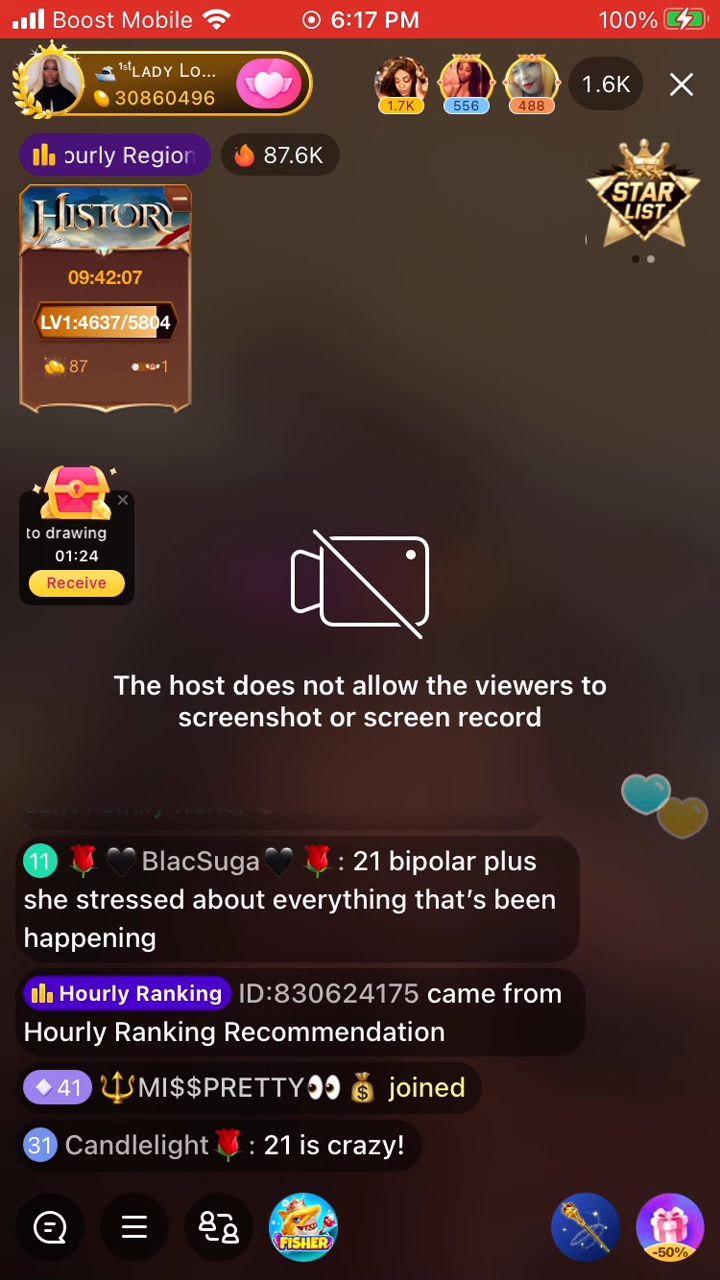 Boost Mobile 6:17 PM 100%
1stLADY Lo...
30860496
1.7K 556 488 1.6K
ourly Region 87.6K
STAR
LIST
HISTORY
09:42:07
LV1:4637/5804
87 1
to drawing
01:24
Receive
The host does not allow the viewers to
screenshot or screen record
11 🌹🖤BlacSuga🖤🌹: 21 bipolar plus
she stressed about everything that's been
happening
Hourly Ranking ID:830624175 came from
Hourly Ranking Recommendation
41 🔱MI$$PRETTY👀💰 joined
31 Candlelight🌹: 21 is crazy!
FISHER
-50%